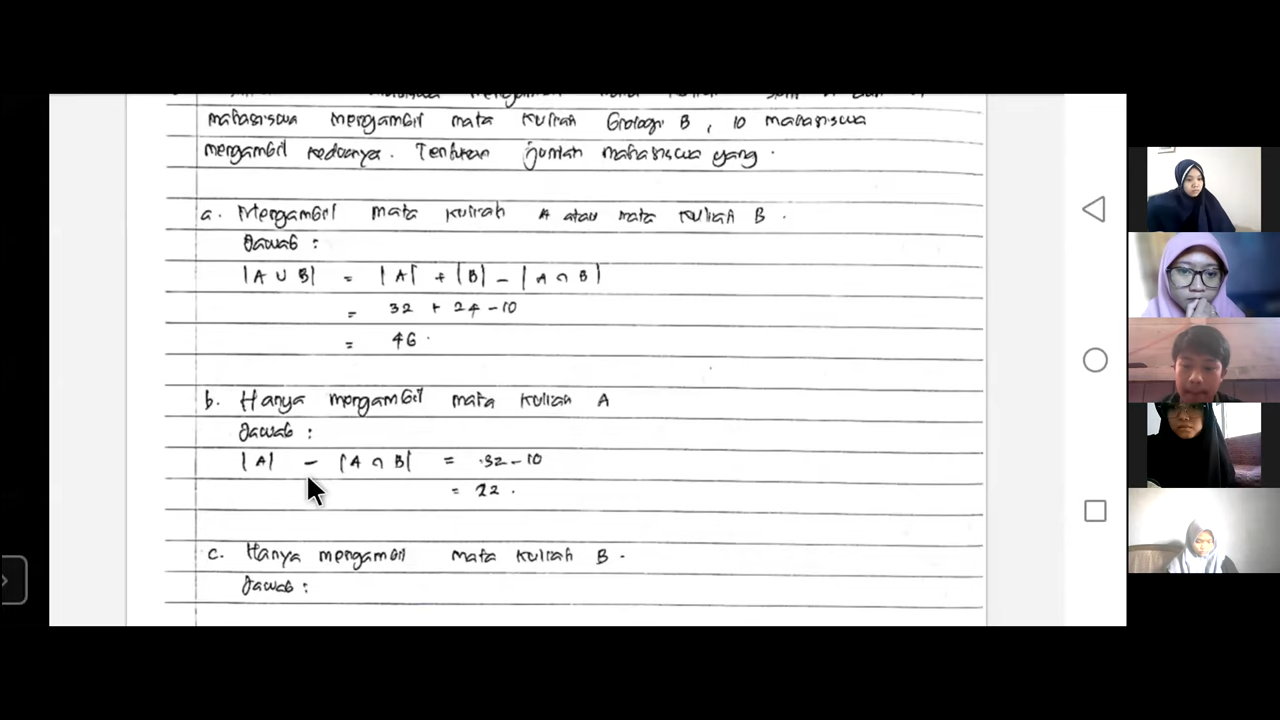 mahasiswa mengambil mata kuliah Biologi B, 10 mahasiswa
mengambil keduanya. Tentukan jumlah mahasiswa yang.
a. Mengambil mata kuliah A atau mata kuliah B.
Jawab :
|A ∪ B| = |A| + |B| - |A ∩ B|
= 32 + 24 - 10
= 46.
b. Hanya mengambil mata kuliah A
Jawab :
|A| - |A ∩ B| = 32 - 10
= 22.
c. Hanya mengambil mata kuliah B.
Jawab :